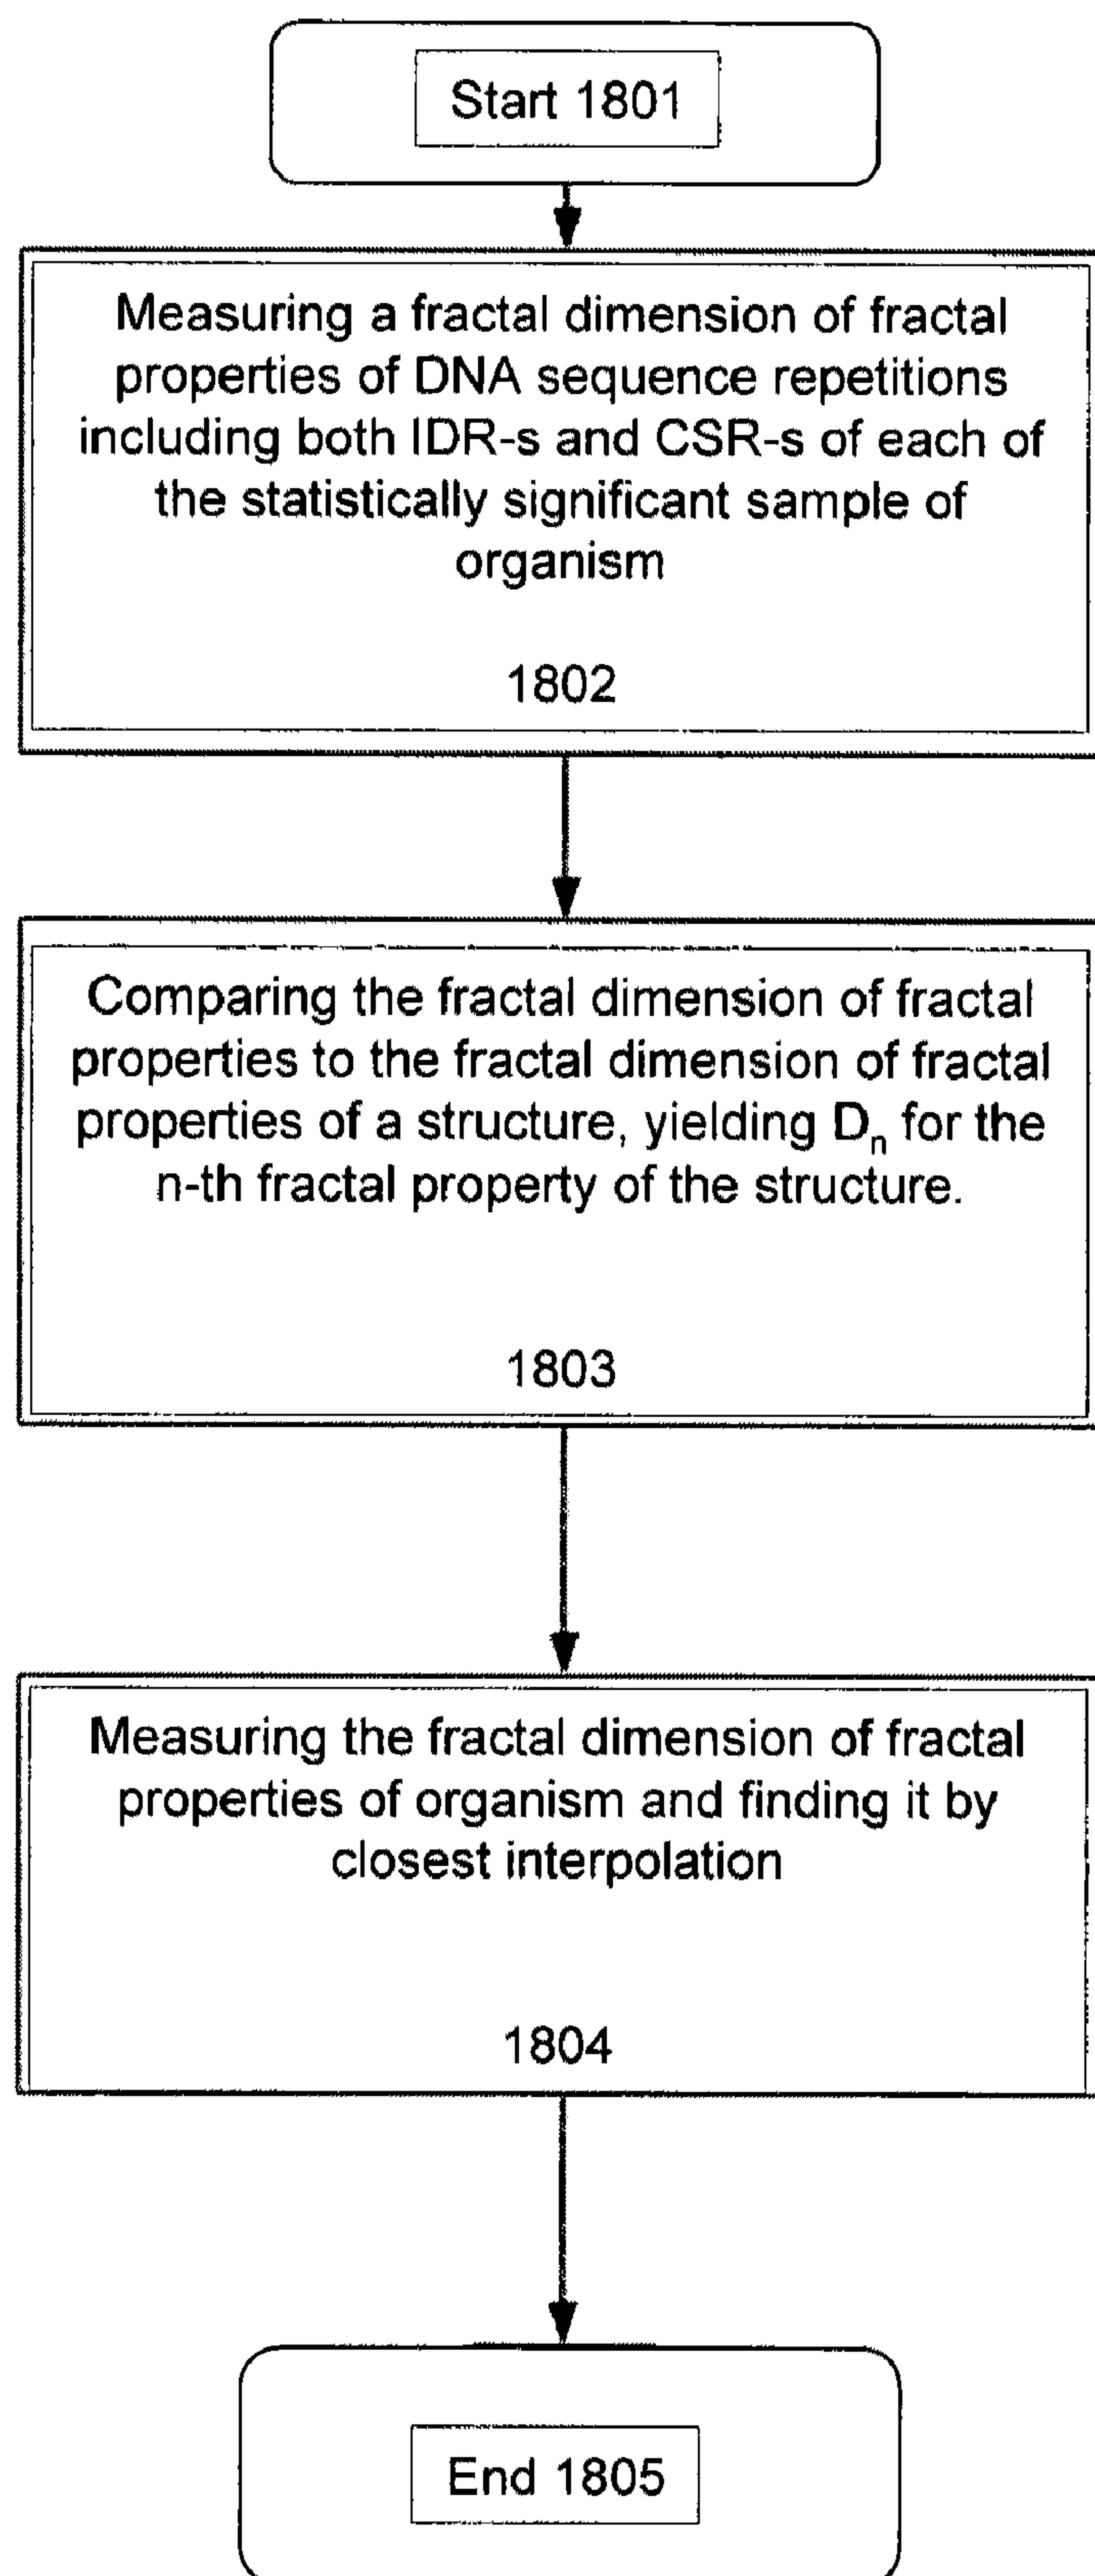 Start 1801
Measuring a fractal dimension of fractal
properties of DNA sequence repetitions
including both IDR-s and CSR-s of each of
the statistically significant sample of
organism
1802
Comparing the fractal dimension of fractal
properties to the fractal dimension of fractal
properties of a structure, yielding Dn for the
n-th fractal property of the structure.
1803
Measuring the fractal dimension of fractal
properties of organism and finding it by
closest interpolation
1804
End 1805